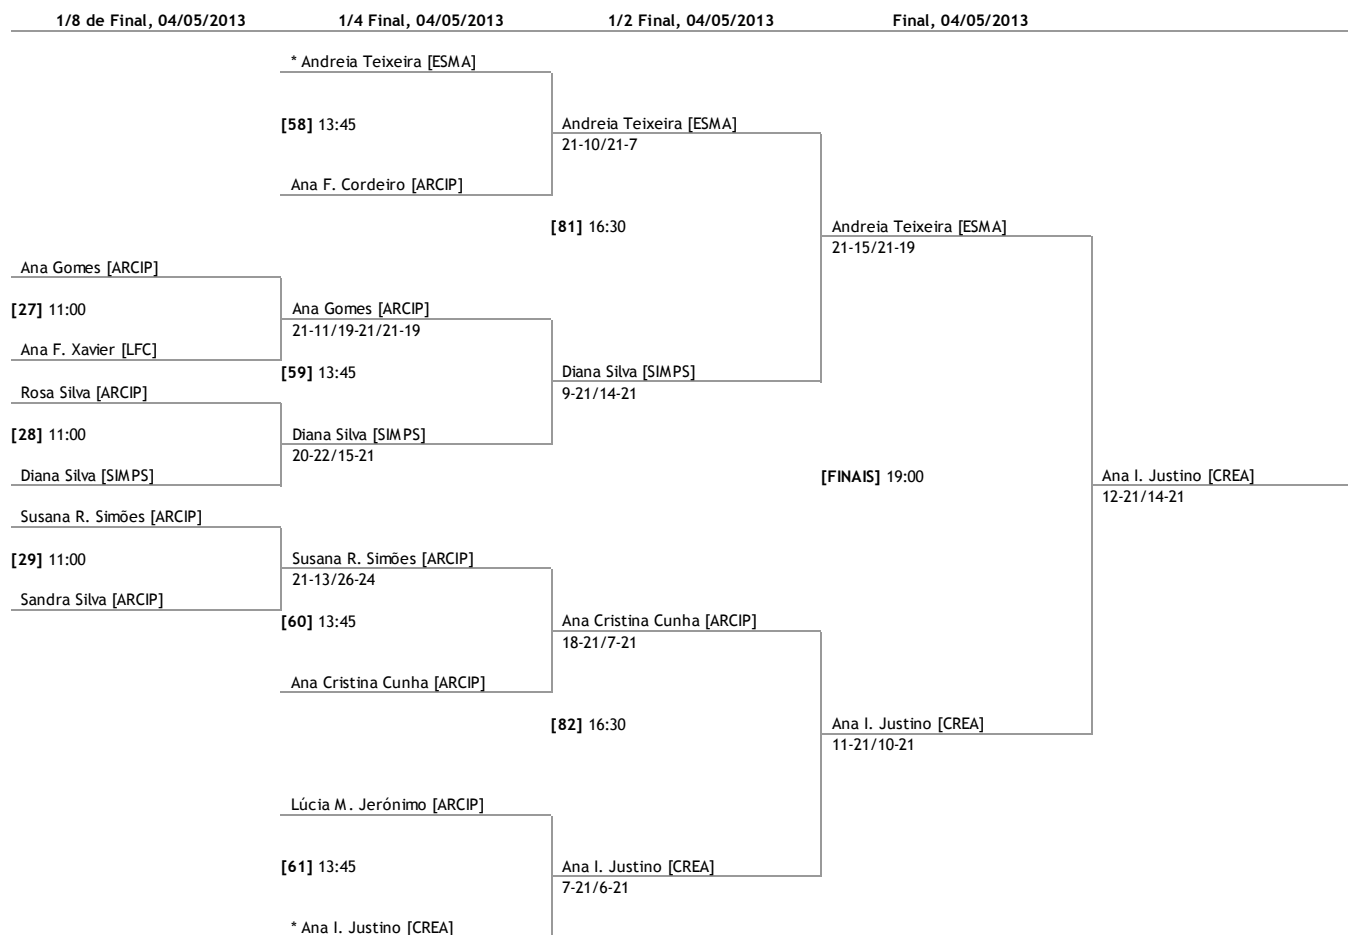 1/8 de Final, 04/05/2013 1/4 Final, 04/05/2013 1/2 Final, 04/05/2013 Final, 04/05/2013
* Andreia Teixeira [ESMA]
[58] 13:45 Andreia Teixeira [ESMA]
21-10/21-7
Ana F. Cordeiro [ARCIP]
[81] 16:30 Andreia Teixeira [ESMA]
21-15/21-19
Ana Gomes [ARCIP]
[27] 11:00 Ana Gomes [ARCIP]
21-11/19-21/21-19
Ana F. Xavier [LFC]
[59] 13:45 Diana Silva [SIMPS]
Rosa Silva [ARCIP] 9-21/14-21
[28] 11:00 Diana Silva [SIMPS]
20-22/15-21
Diana Silva [SIMPS] [FINAIS] 19:00 Ana I. Justino [CREA]
12-21/14-21
Susana R. Simões [ARCIP]
[29] 11:00 Susana R. Simões [ARCIP]
21-13/26-24
Sandra Silva [ARCIP]
[60] 13:45 Ana Cristina Cunha [ARCIP]
18-21/7-21
Ana Cristina Cunha [ARCIP]
[82] 16:30 Ana I. Justino [CREA]
11-21/10-21
Lúcia M. Jerónimo [ARCIP]
[61] 13:45 Ana I. Justino [CREA]
7-21/6-21
* Ana I. Justino [CREA]